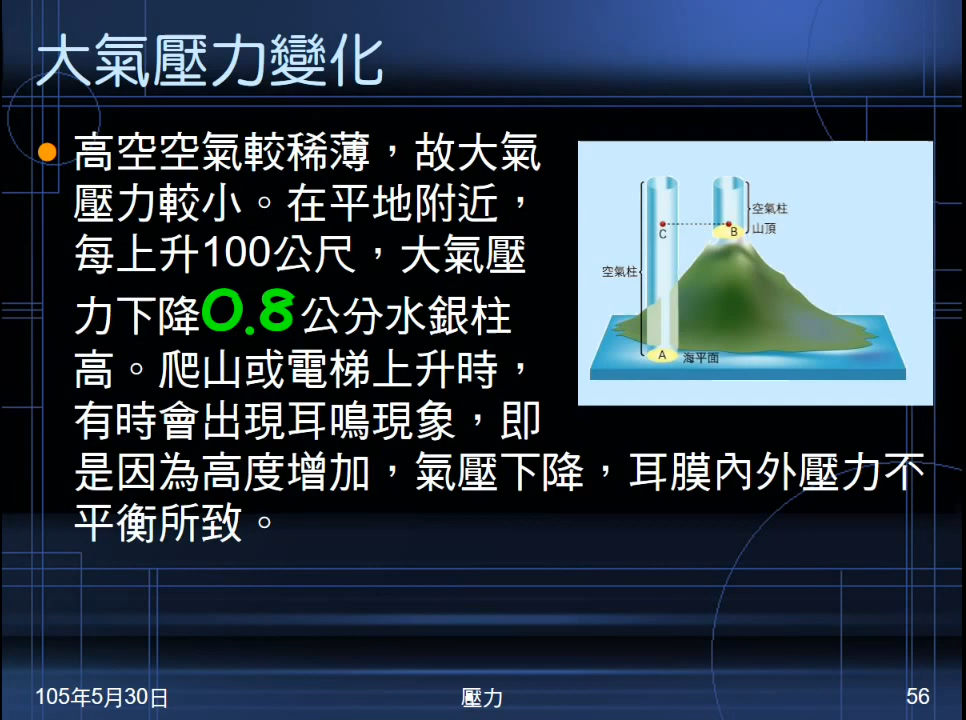 大氣壓力變化
高空空氣較稀薄，故大氣
壓力較小。在平地附近，
每上升100公尺，大氣壓
力下降0.8公分水銀柱
高。爬山或電梯上升時，
有時會出現耳鳴現象，即
是因為高度增加，氣壓下降，耳膜內外壓力不
平衡所致。
空氣柱
山頂
C
B
空氣柱
A
海平面
105年5月30日
壓力
56